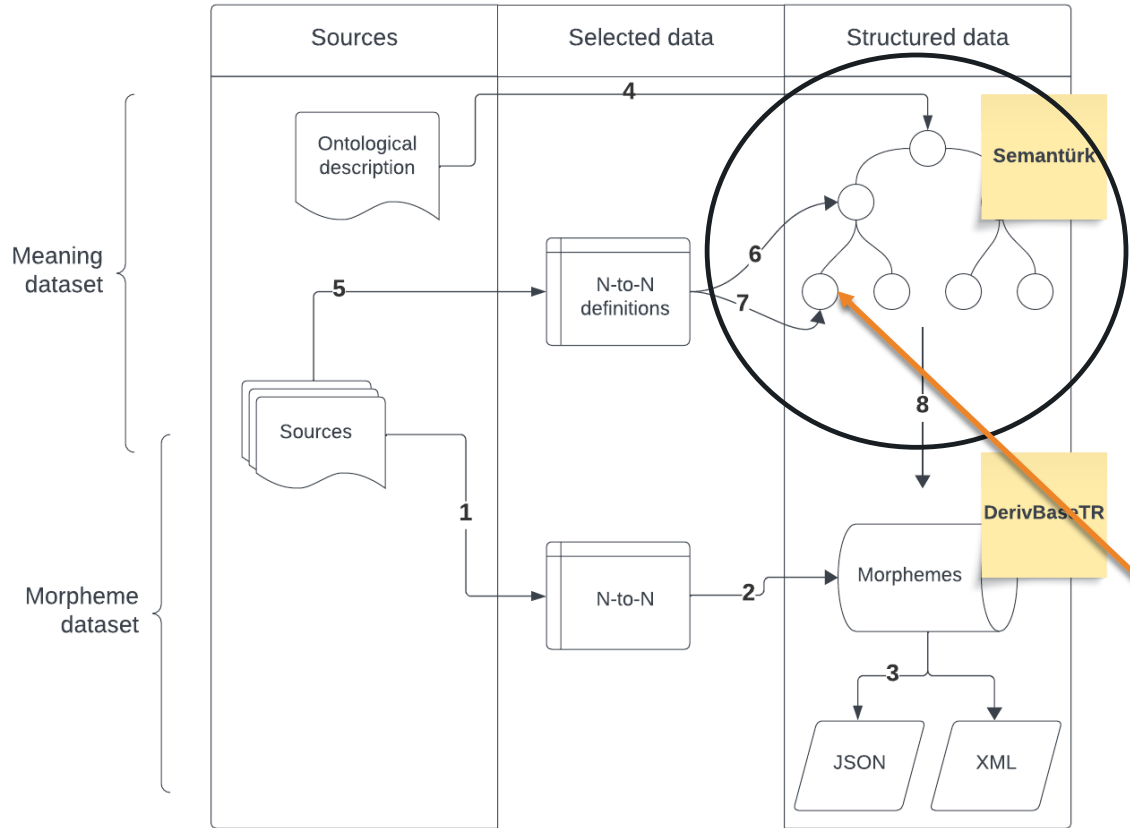 Sources
Selected data
Structured data
4
Ontological
description
Semantürk
Meaning
dataset
6
N-to-N
definitions
5
7
8
Sources
1
DerivBaseTR
Morpheme
dataset
N-to-N
2
Morphemes
3
JSON
XML